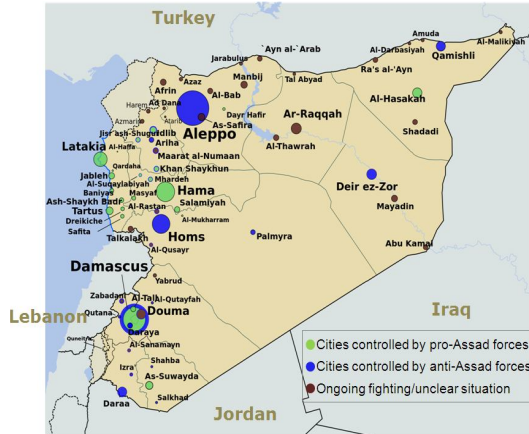 Turkey
Amuda
Al-Malikiyah
`Ayn al-`Arab
Al-Darbasiyah
Jarabulus
Qamishli
Ra's al-'Ayn
Azaz
Manbij
Tal Abyad
Afrin
Al-Bab
Al-Hasakah
Harem
Ad Dana
Dayr Hafir
Ar-Raqqah
Azmarin
Atarib
As-Safira
Shadadi
Jisr ash-Shugur
Idlib
Aleppo
Al-Thawrah
Latakia
Al-Haffa
Ariha
Maarat al-Numaan
Qardaha
Khan Shaykhun
Jableh
Mhardeh
Deir ez-Zor
Al-Suqaylabiyah
Baniyas
Masyaf
Hama
Mayadin
Ash-Shaykh Badr
Salamiyah
Tartus
Al-Rastan
Dreikiche
Al-Mukharram
Safita
Homs
Talkalakh
Palmyra
Abu Kamal
Al-Qusayr
Damascus
Yabrud
Zabadani
Al-Tall
Al-Qutayfah
Iraq
Lebanon
Qutana
Douma
Daraya
Quneitra
Al-Sanamayn
Cities controlled by pro-Assad forces
Shabha
Izra
Cities controlled by anti-Assad forces
As-Suwayda
Ongoing fighting/unclear situation
Daraa
Salkhad
Jordan